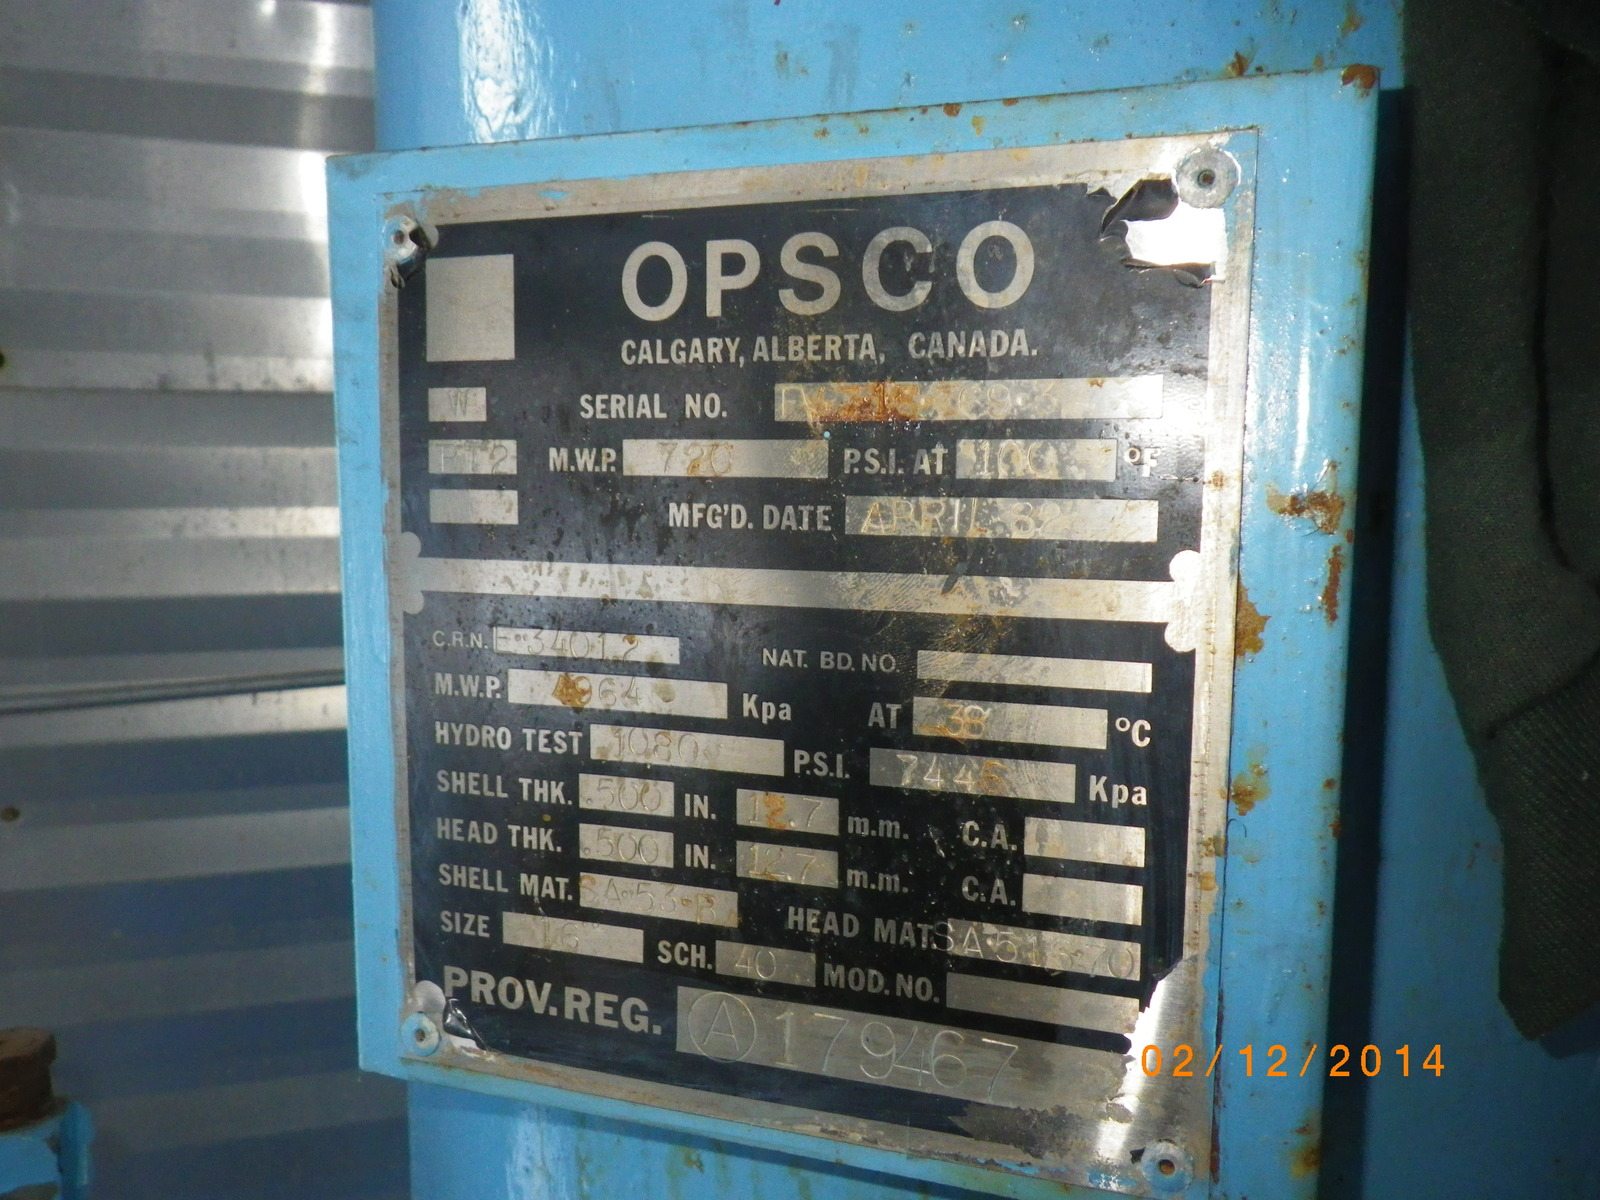 OPSCO
CALGARY, ALBERTA, CANADA.
W SERIAL NO.
RT2 M.W.P. 720 P.S.I. AT 100 °F
MFG'D. DATE APRIL 82
C.R.N. E-3401.2 NAT. BD. NO.
M.W.P. 4964 Kpa AT 38 °C
HYDRO TEST 1080 P.S.I. 7446 Kpa
SHELL THK. .500 IN. 12.7 m.m. C.A.
HEAD THK. .500 IN. 12.7 m.m. C.A.
SHELL MAT. SA-53-B HEAD MAT. SA-516-70
SIZE 16" SCH. 40 MOD. NO.
PROV. REG. A 179467
02/12/2014